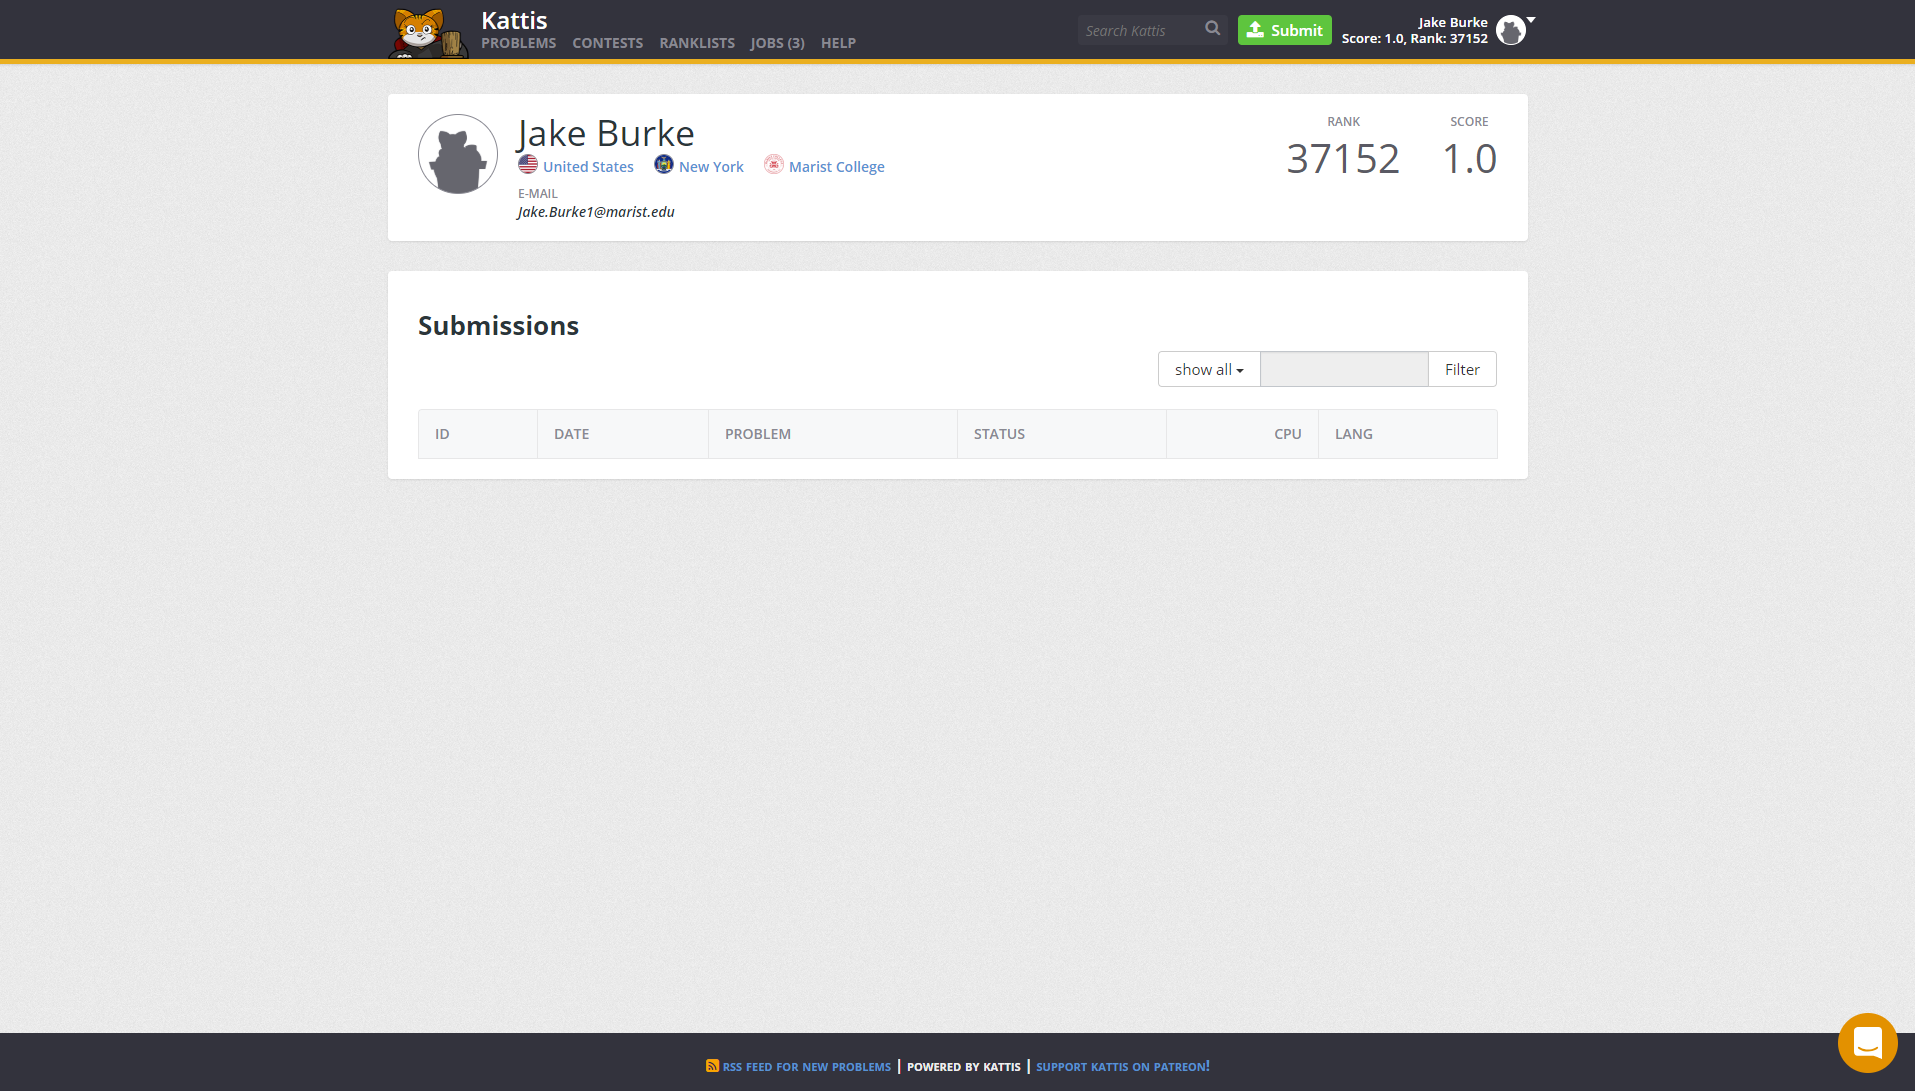 Kattis
PROBLEMS CONTESTS RANKLISTS JOBS (3) HELP
Search Kattis
Submit
Jake Burke
Score: 1.0, Rank: 37152
Jake Burke
United States New York Marist College
E-MAIL
Jake.Burke1@marist.edu
RANK
37152
SCORE
1.0
Submissions
show all
Filter
ID DATE PROBLEM STATUS CPU LANG
RSS FEED FOR NEW PROBLEMS | POWERED BY KATTIS | SUPPORT KATTIS ON PATREON!